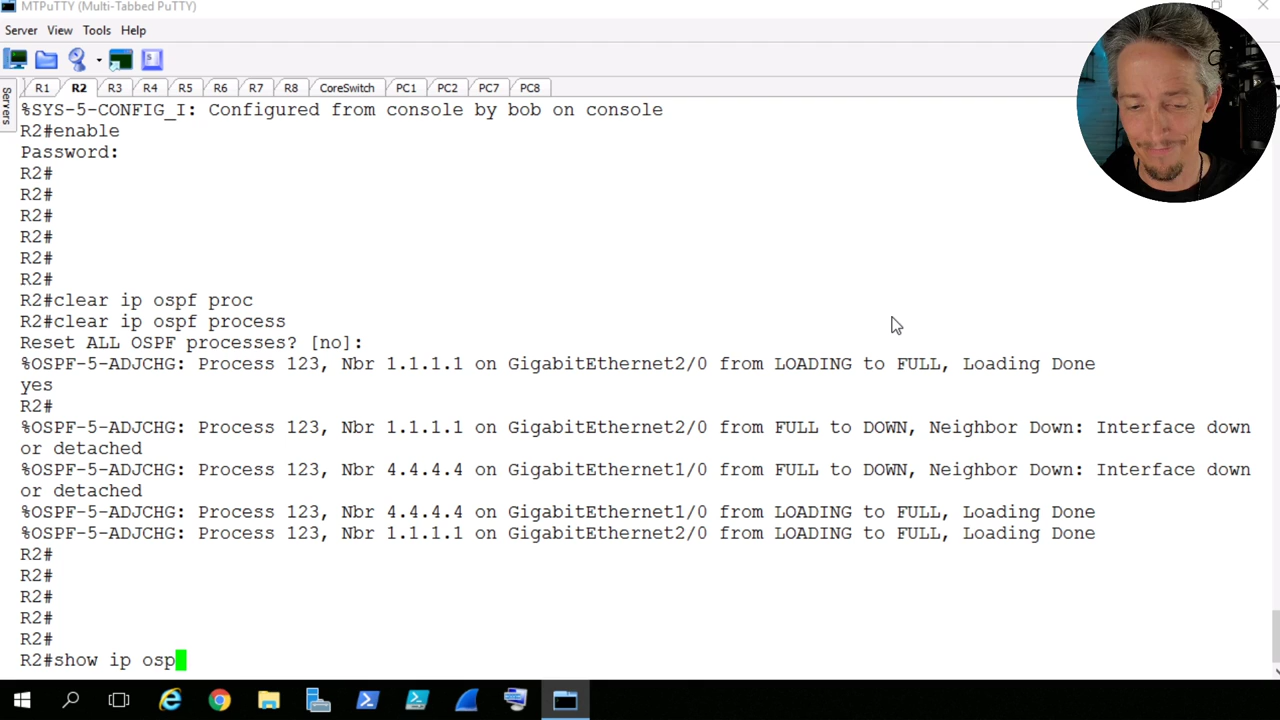 MTPuTTY (Multi-Tabbed PuTTY)
Server View Tools Help
Servers
R1 R2 R3 R4 R5 R6 R7 R8 CoreSwitch PC1 PC2 PC7 PC8
%SYS-5-CONFIG_I: Configured from console by bob on console
R2#enable
Password:
R2#
R2#
R2#
R2#
R2#
R2#
R2#clear ip ospf proc
R2#clear ip ospf process
Reset ALL OSPF processes? [no]:
%OSPF-5-ADJCHG: Process 123, Nbr 1.1.1.1 on GigabitEthernet2/0 from LOADING to FULL, Loading Done
yes
R2#
%OSPF-5-ADJCHG: Process 123, Nbr 1.1.1.1 on GigabitEthernet2/0 from FULL to DOWN, Neighbor Down: Interface down
or detached
%OSPF-5-ADJCHG: Process 123, Nbr 4.4.4.4 on GigabitEthernet1/0 from FULL to DOWN, Neighbor Down: Interface down
or detached
%OSPF-5-ADJCHG: Process 123, Nbr 4.4.4.4 on GigabitEthernet1/0 from LOADING to FULL, Loading Done
%OSPF-5-ADJCHG: Process 123, Nbr 1.1.1.1 on GigabitEthernet2/0 from LOADING to FULL, Loading Done
R2#
R2#
R2#
R2#
R2#
R2#show ip osp